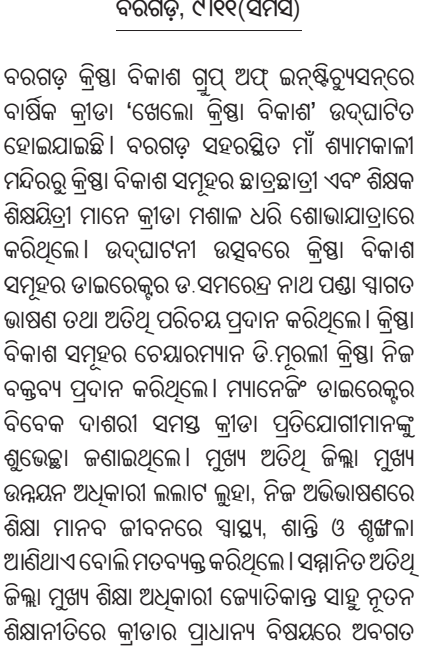 ବରଗଡ଼, ୯।୧୧(ସମିସ)
ବରଗଡ଼ କ୍ରିଷ୍ଣା ବିକାଶ ଗ୍ରୁପ୍ ଅଫ୍ ଇନ୍‌ଷ୍ଟିଚ୍ୟୁସନ୍‌ରେ
ବାର୍ଷିକ କ୍ରୀଡା ‘ଖେଲୋ କ୍ରିଷ୍ଣା ବିକାଶ’ ଉଦ୍‌ଘାଟିତ
ହୋଇଯାଇଛି। ବରଗଡ଼ ସହରସ୍ଥିତ ମାଁ ଶ୍ୟାମକାଳୀ
ମନ୍ଦିରରୁ କ୍ରିଷ୍ଣା ବିକାଶ ସମୂହର ଛାତ୍ରଛାତ୍ରୀ ଏବଂ ଶିକ୍ଷକ
ଶିକ୍ଷୟିତ୍ରୀ ମାନେ କ୍ରୀଡା ମଶାଳ ଧରି ଶୋଭାଯାତ୍ରାରେ
କରିଥିଲେ। ଉଦ୍‌ଘାଟନୀ ଉତ୍ସବରେ କ୍ରିଷ୍ଣା ବିକାଶ
ସମୂହର ଡାଇରେକ୍ଟର ଡ.ସମରେନ୍ଦ୍ର ନାଥ ପଣ୍ଡା ସ୍ୱାଗତ
ଭାଷଣ ତଥା ଅତିଥି ପରିଚୟ ପ୍ରଦାନ କରିଥିଲେ। କ୍ରିଷ୍ଣା
ବିକାଶ ସମୂହର ଚେୟାରମ୍ୟାନ ଡି.ମୂରଲୀ କ୍ରିଷ୍ଣା ନିଜ
ବକ୍ତବ୍ୟ ପ୍ରଦାନ କରିଥିଲେ। ମ୍ୟାନେଜିଂ ଡାଇରେକ୍ଟର
ବିବେକ ଦାଶରୀ ସମସ୍ତ କ୍ରୀଡା ପ୍ରତିଯୋଗୀମାନଙ୍କୁ
ଶୁଭେଚ୍ଛା ଜଣାଇଥିଲେ। ମୁଖ୍ୟ ଅତିଥି ଜିଲ୍ଲା ମୁଖ୍ୟ
ଉନ୍ନୟନ ଅଧିକାରୀ ଲଲାଟ ଲୁହା, ନିଜ ଅଭିଭାଷଣରେ
ଶିକ୍ଷା ମାନବ ଜୀବନରେ ସ୍ୱାସ୍ଥ୍ୟ, ଶାନ୍ତି ଓ ଶୃଙ୍ଖଳା
ଆଣିଥାଏ ବୋଲି ମତବ୍ୟକ୍ତ କରିଥିଲେ। ସମ୍ମାନିତ ଅତିଥି
ଜିଲ୍ଲା ମୁଖ୍ୟ ଶିକ୍ଷା ଅଧିକାରୀ ଜ୍ୟୋତିକାନ୍ତ ସାହୁ ନୂତନ
ଶିକ୍ଷାନୀତିରେ କ୍ରୀଡାର ପ୍ରାଧାନ୍ୟ ବିଷୟରେ ଅବଗତ